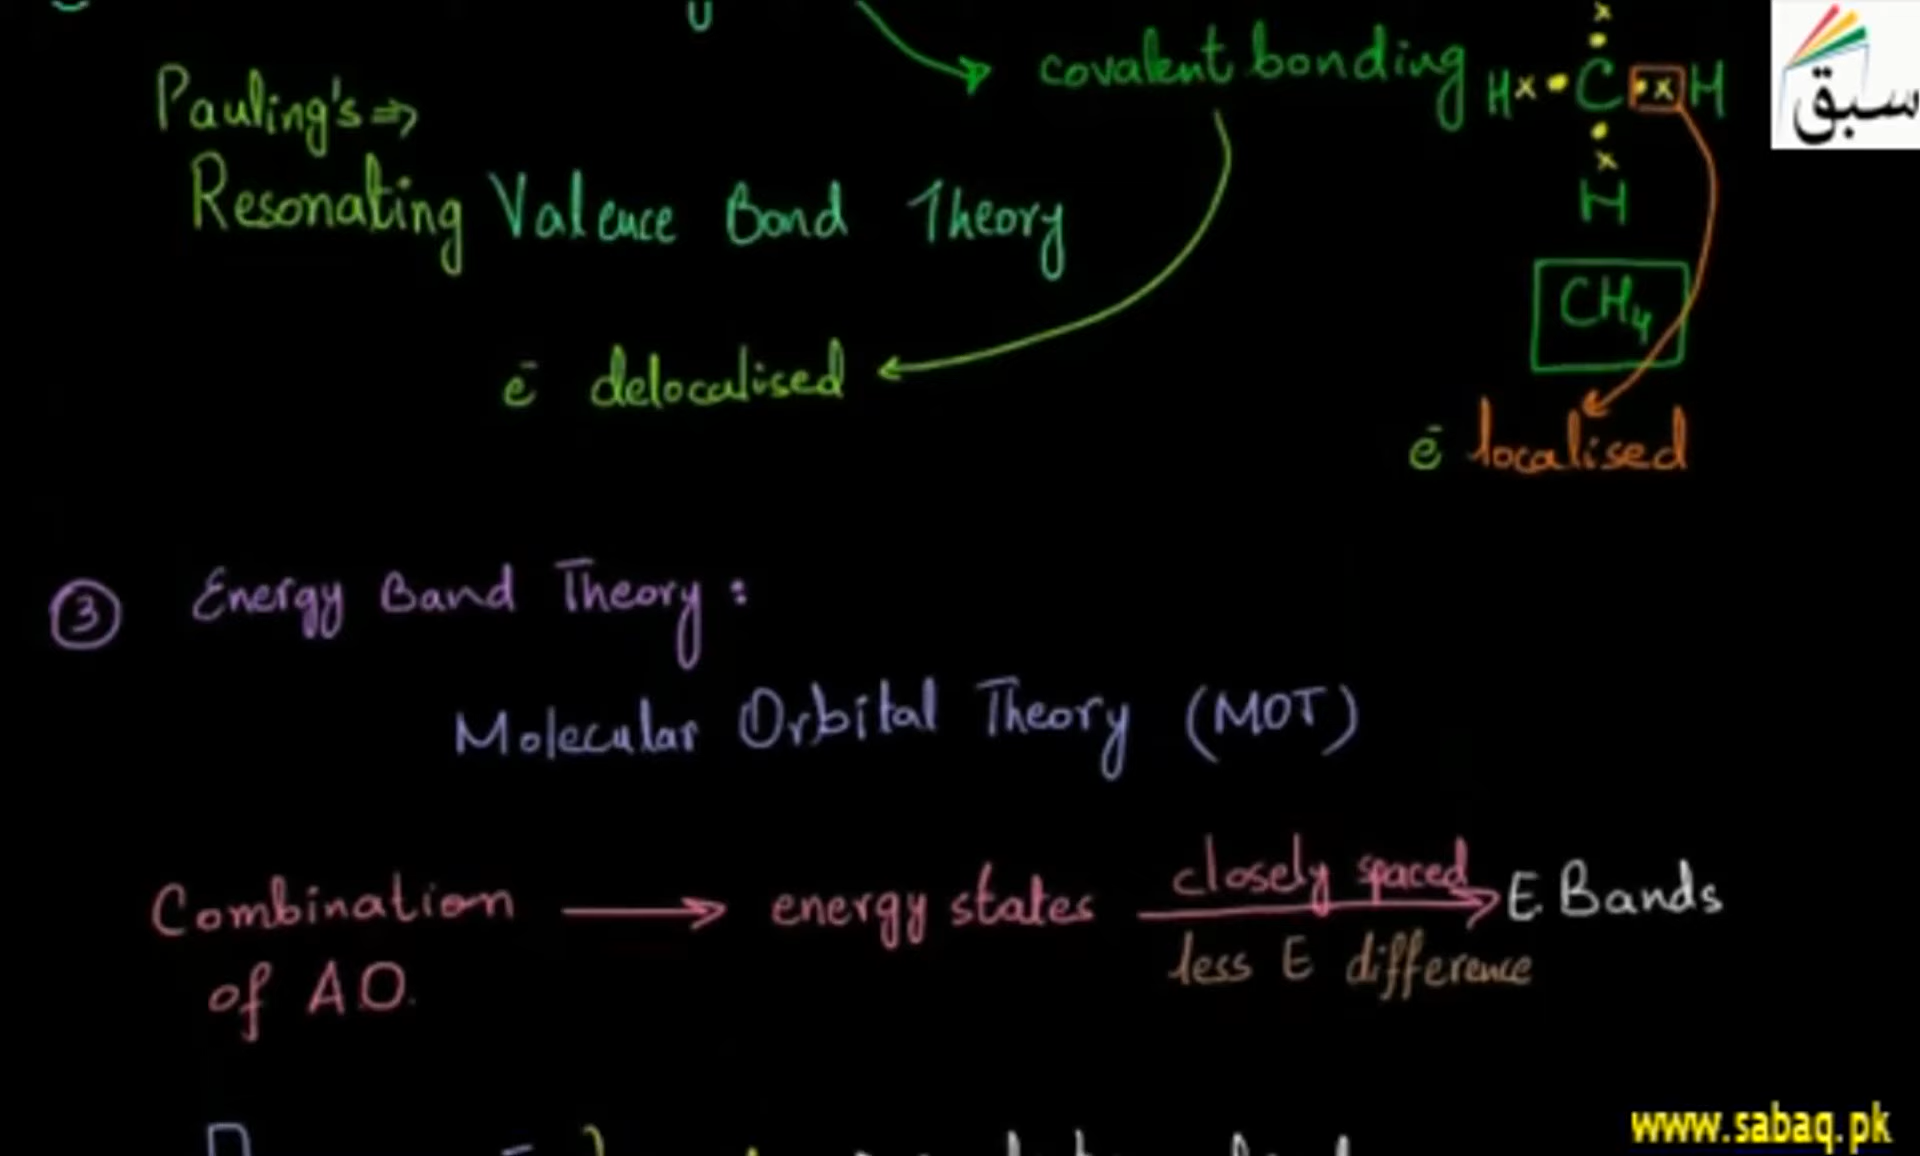 covalent bonding
H x • C • x H
H
Pauling's ⇒
Resonating Valence Bond Theory
CH4
e⁻ delocalised
e⁻ localised
3 Energy Band Theory :
Molecular Orbital Theory (MOT)
Combination of A O. → energy states closely spaced → E Bands
less E difference
سبق
www.sabaq.pk